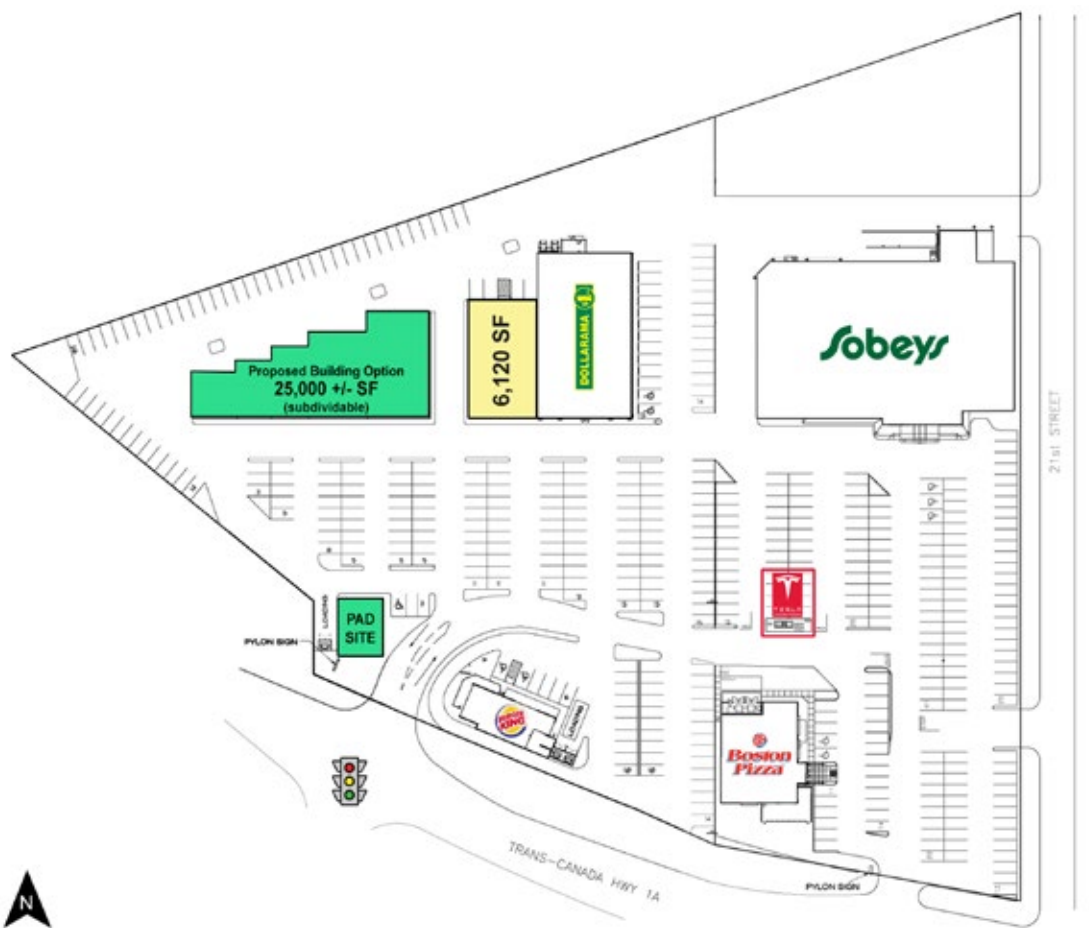 Sobeys
DOLLARAMA
6,120 SF
Proposed Building Option
25,000 +/- SF
(subdividable)
21st STREET
TESLA
LOADING
PAD
SITE
PYLON SIGN
BURGER
KING
LOADING
Boston
Pizza
TRANS-CANADA HWY 1A
PYLON SIGN
N